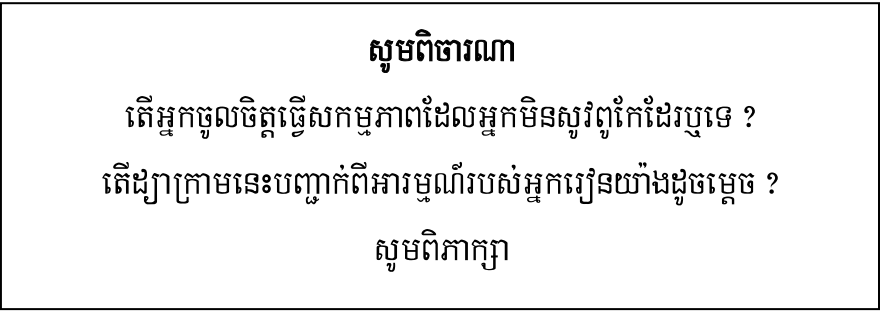 សូមពិចារណា
តើអ្នកចូលចិត្តធ្វើសកម្មភាពដែលអ្នកមិនសូវពូកែដែរឬទេ ?
តើដ្យាក្រាមនេះបញ្ជាក់ពីអារម្មណ៍របស់អ្នករៀនយ៉ាងដូចម្តេច ?
សូមពិភាក្សា